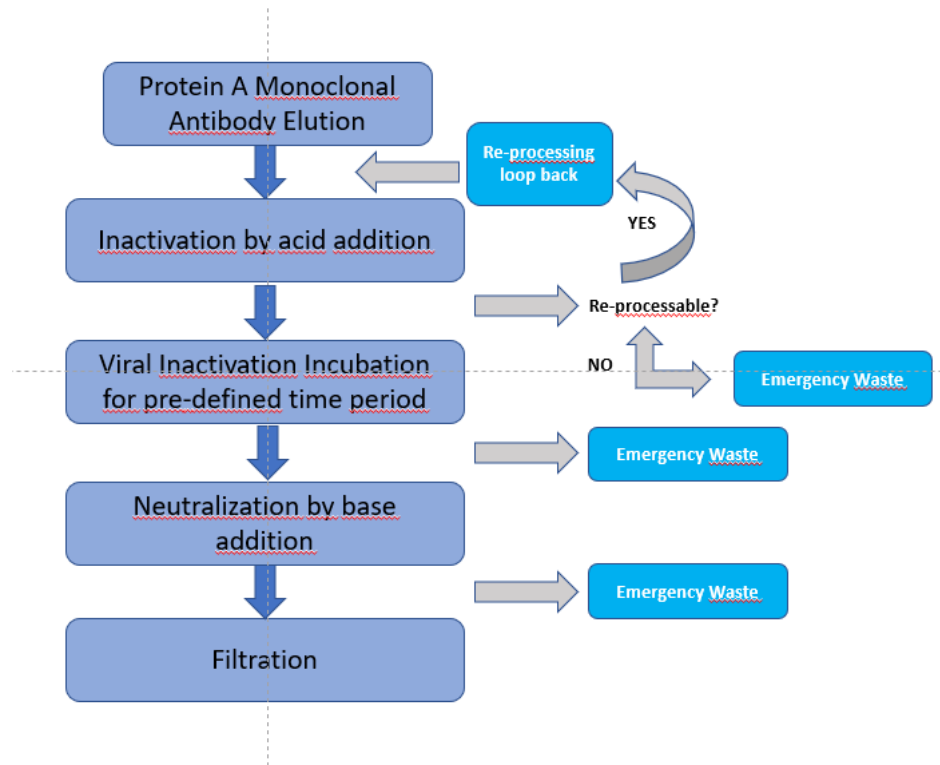 Protein A Monoclonal
Antibody Elution
Re-processing
loop back
YES
Inactivation by acid addition
Re-processable?
NO
Viral Inactivation Incubation
for pre-defined time period
Emergency Waste
Emergency Waste
Neutralization by base
addition
Emergency Waste
Filtration